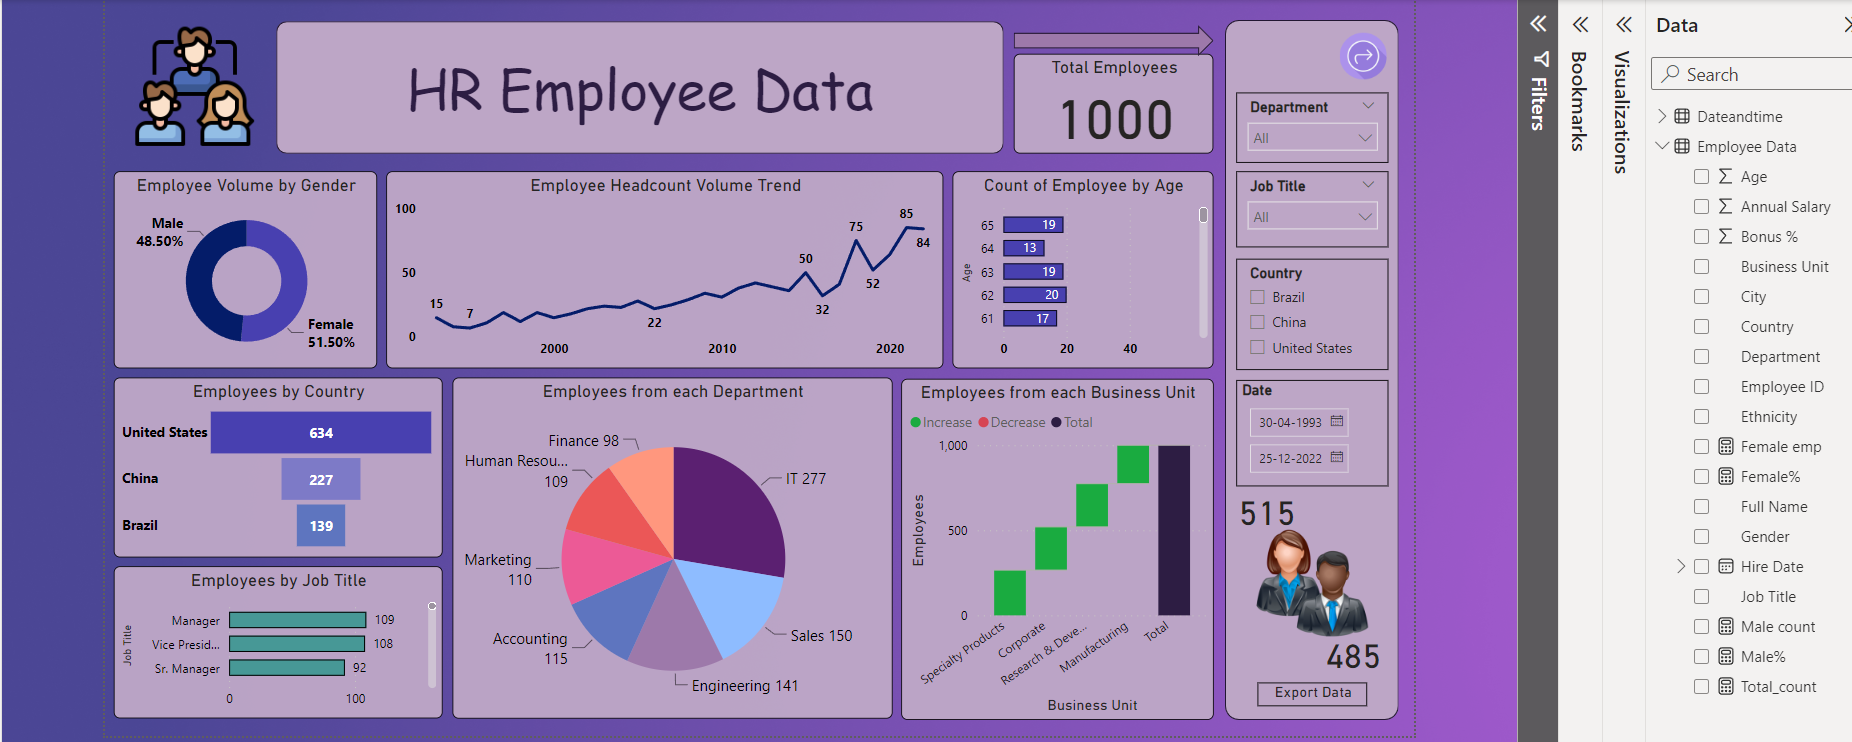 HR Employee Data
Total Employees
1000
Department
All
Job Title
All
Country
Brazil
China
United States
Date
30-04-1993
25-12-2022
515
485
Export Data
Employee Volume by Gender
Male
48.50%
Female
51.50%
Employee Headcount Volume Trend
100
50
0
15
7
22
50
32
75
52
85
84
2000
2010
2020
Count of Employee by Age
Age
65
19
64
13
63
19
62
20
61
17
0
20
40
Employees by Country
United States
634
China
227
Brazil
139
Employees by Job Title
Job Title
Manager
109
Vice Presid...
108
Sr. Manager
92
0
100
Employees from each Department
Finance 98
Human Resou...
109
Marketing
110
Accounting
115
Engineering 141
Sales 150
IT 277
Employees from each Business Unit
Increase
Decrease
Total
Employees
1,000
500
0
Specialty Products
Corporate
Research & Deve...
Manufacturing
Total
Business Unit
Filters
Bookmarks
Visualizations
Data
Search
Dateandtime
Employee Data
Age
Annual Salary
Bonus %
Business Unit
City
Country
Department
Employee ID
Ethnicity
Female emp
Female%
Full Name
Gender
Hire Date
Job Title
Male count
Male%
Total_count